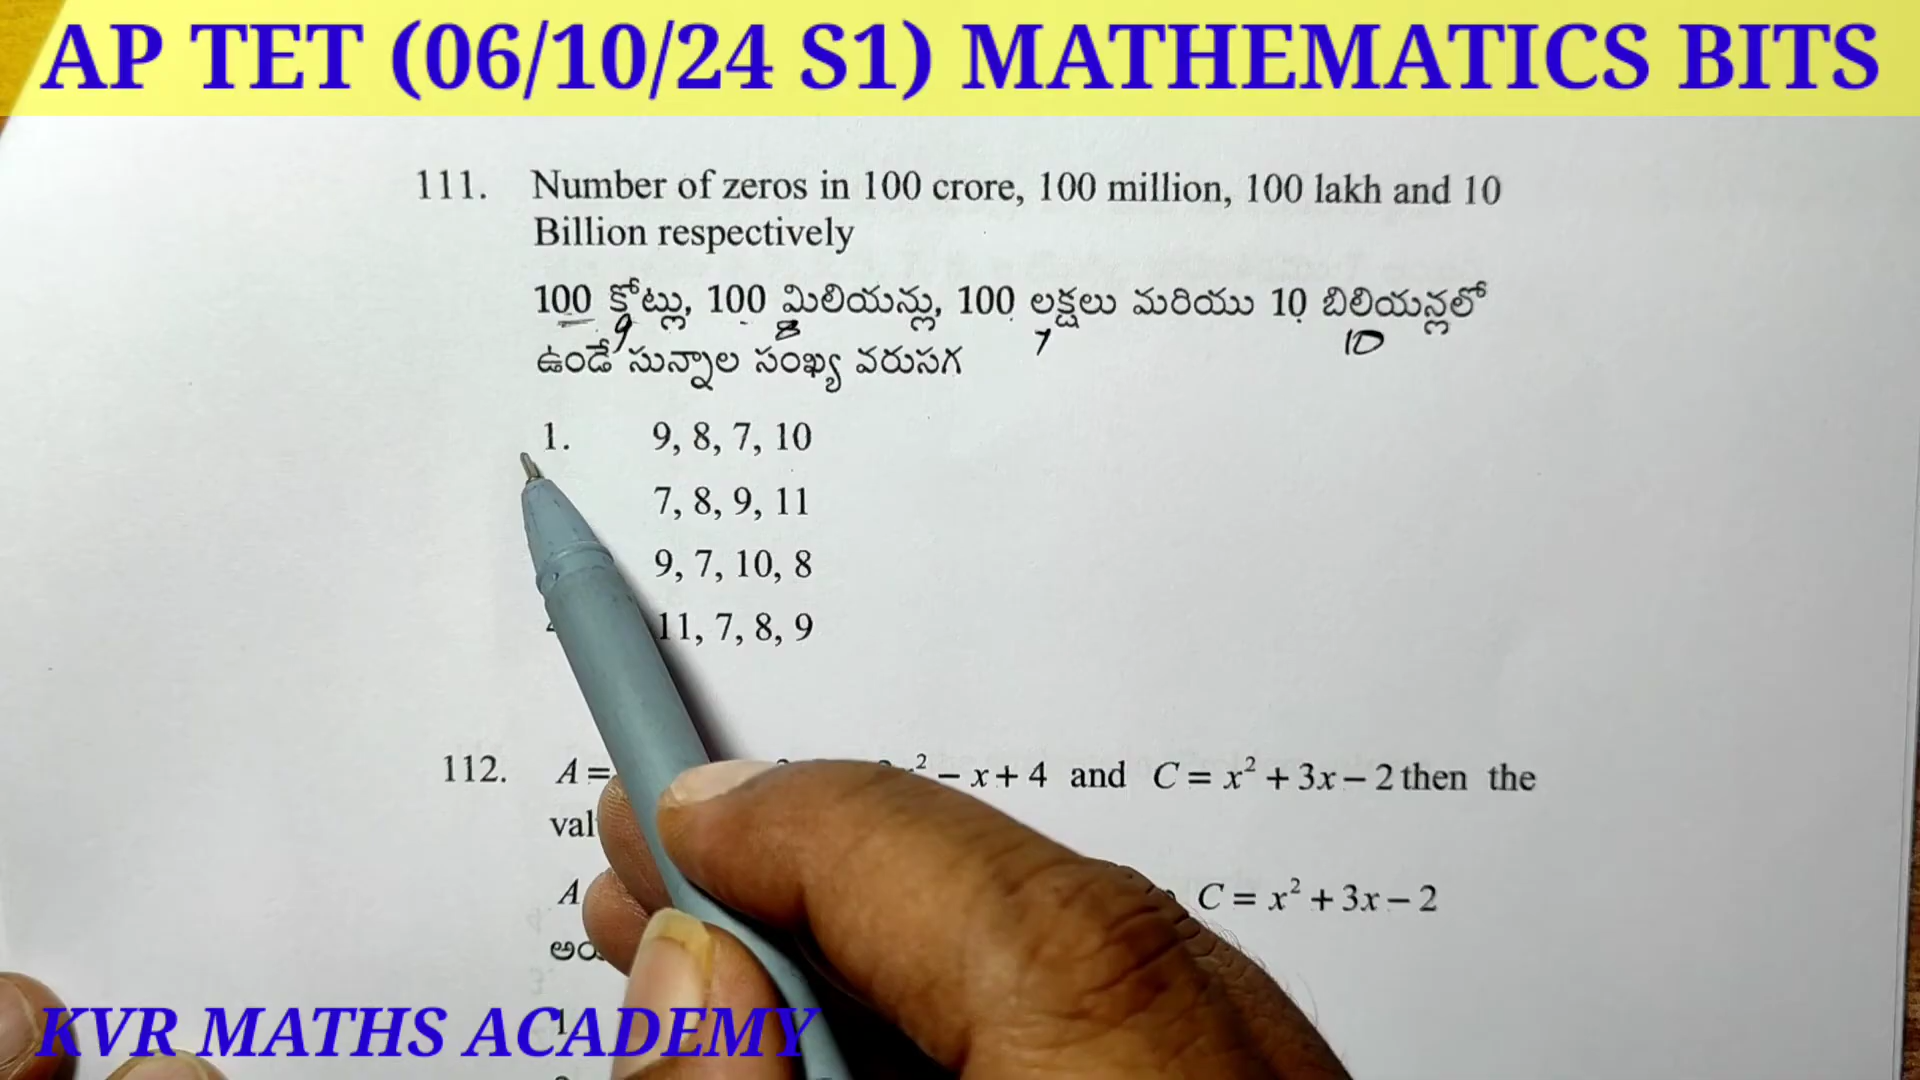 AP TET (06/10/24 S1) MATHEMATICS BITS
111. Number of zeros in 100 crore, 100 million, 100 lakh and 10
Billion respectively
100 కోట్లు, 100 మిలియన్లు, 100 లక్షలు మరియు 10 బిలియన్లలో
9 8 7 10
ఉండే సున్నాల సంఖ్య వరుసగ
1. 9, 8, 7, 10
7, 8, 9, 11
9, 7, 10, 8
11, 7, 8, 9
112. A = - x + 4 and C = x² + 3x – 2 then the
A C = x² + 3x – 2
1.
KVR MATHS ACADEMY